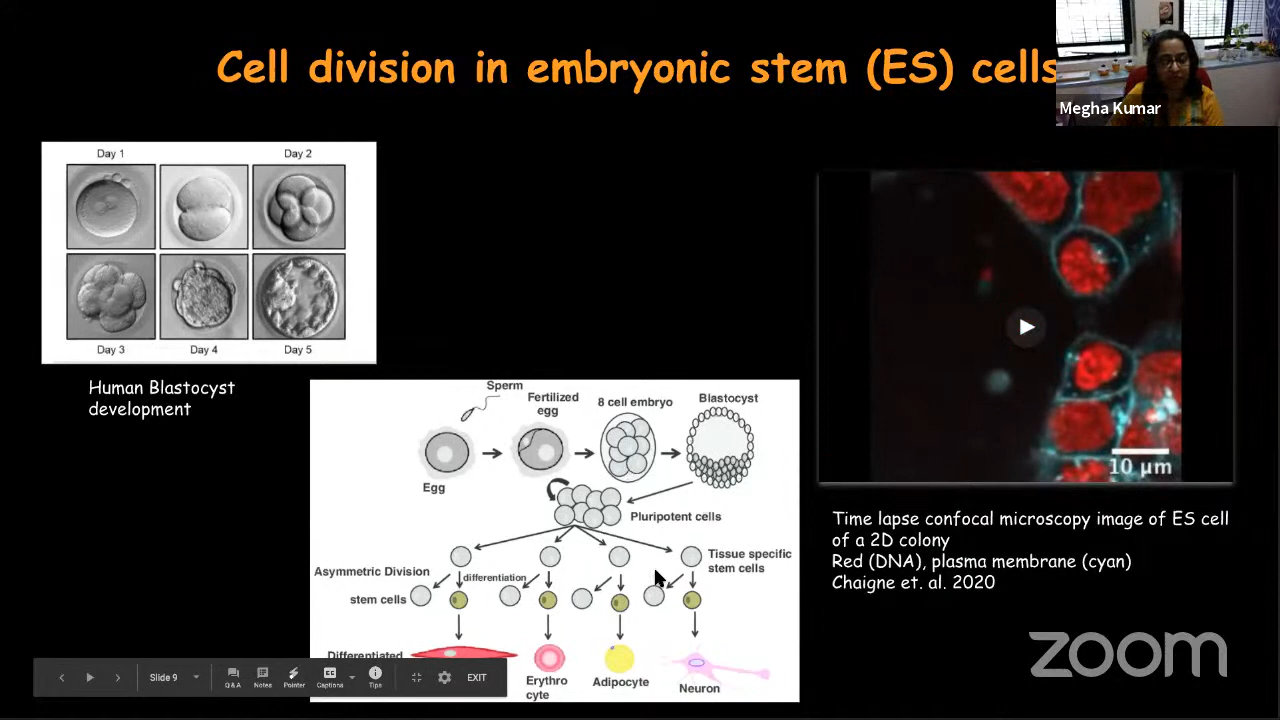 Cell division in embryonic stem (ES) cells
Megha Kumar
Day 1
Day 2
Day 3
Day 4
Day 5
Human Blastocyst
development
Sperm
Fertilized
egg
8 cell embryo
Blastocyst
Egg
Pluripotent cells
Tissue specific
stem cells
Asymmetric Division
differentiation
stem cells
Differentiated
Erythro
cyte
Adipocyte
Neuron
10 μm
Time lapse confocal microscopy image of ES cell
of a 2D colony
Red (DNA), plasma membrane (cyan)
Chaigne et. al. 2020
zoom
Slide 9
Q & A
Notes
Pointer
Captions
Tips
EXIT